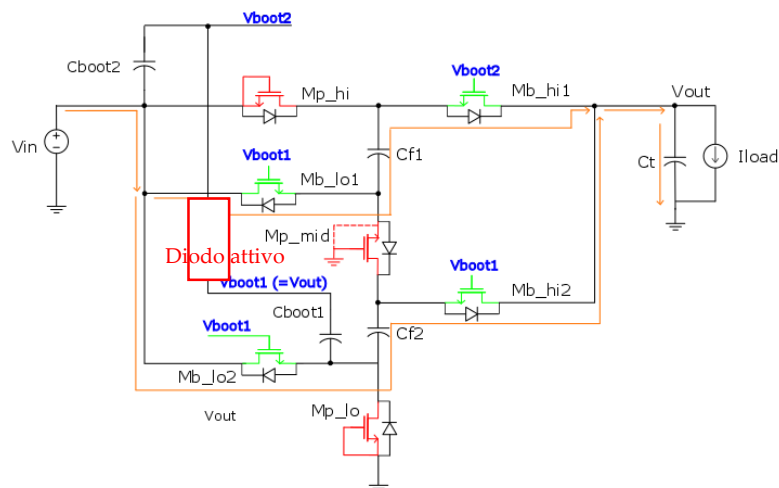 Vboot2
Cboot2
Mp_hi
Vboot2
Mb_hi1
Vout
Vin
Vboot1
Cf1
Ct
Iload
Mb_lo1
Mp_mid
Diodo attivo
Vboot1
Vboot1 (=Vout)
Mb_hi2
Cboot1
Cf2
Vboot1
Mb_lo2
Mp_lo
Vout